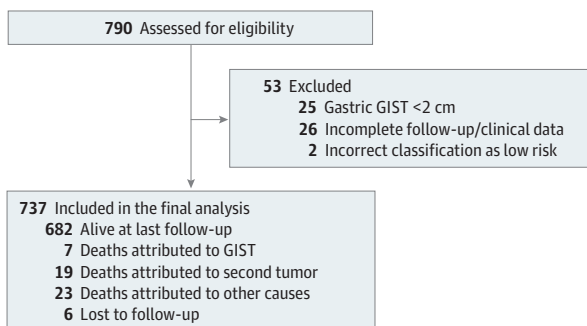 790 Assessed for eligibility
53 Excluded
25 Gastric GIST <2 cm
26 Incomplete follow-up/clinical data
2 Incorrect classification as low risk
737 Included in the final analysis
682 Alive at last follow-up
7 Deaths attributed to GIST
19 Deaths attributed to second tumor
23 Deaths attributed to other causes
6 Lost to follow-up